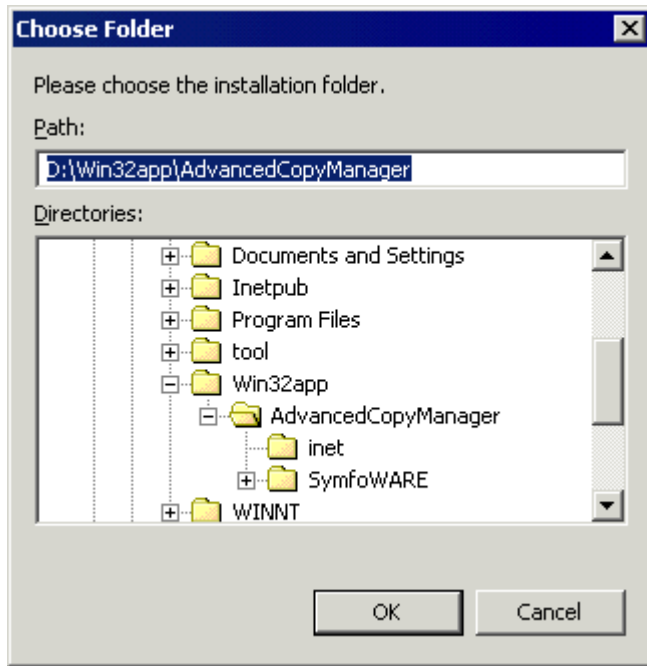 Choose Folder
Please choose the installation folder.
Path:
D:\Win32app\AdvancedCopyManager
Directories:
Documents and Settings
Inetpub
Program Files
tool
Win32app
AdvancedCopyManager
inet
SymfoWARE
WINNT
OK Cancel